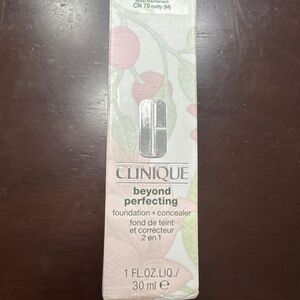 CN 78 nutty (M)
CLINIQUE
beyond
perfecting
foundation + concealer
fond de teint
et correcteur
2 en 1
1 FL.OZ.LIQ./
30 ml e